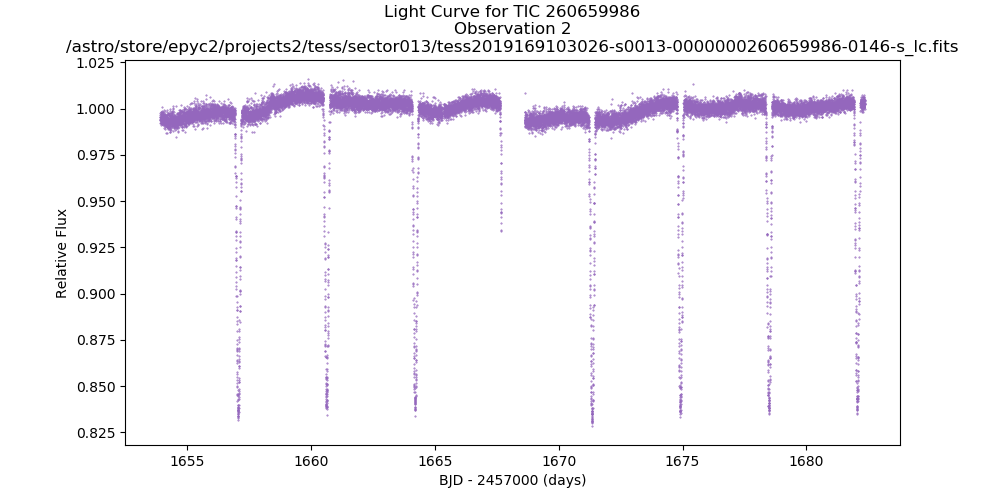 Light Curve for TIC 260659986
Observation 2
/astro/store/epyc2/projects2/tess/sector013/tess2019169103026-s0013-0000000260659986-0146-s_lc.fits
1.025
1.000
0.975
0.950
0.925
0.900
0.875
0.850
0.825
Relative Flux
1655 1660 1665 1670 1675 1680
BJD - 2457000 (days)